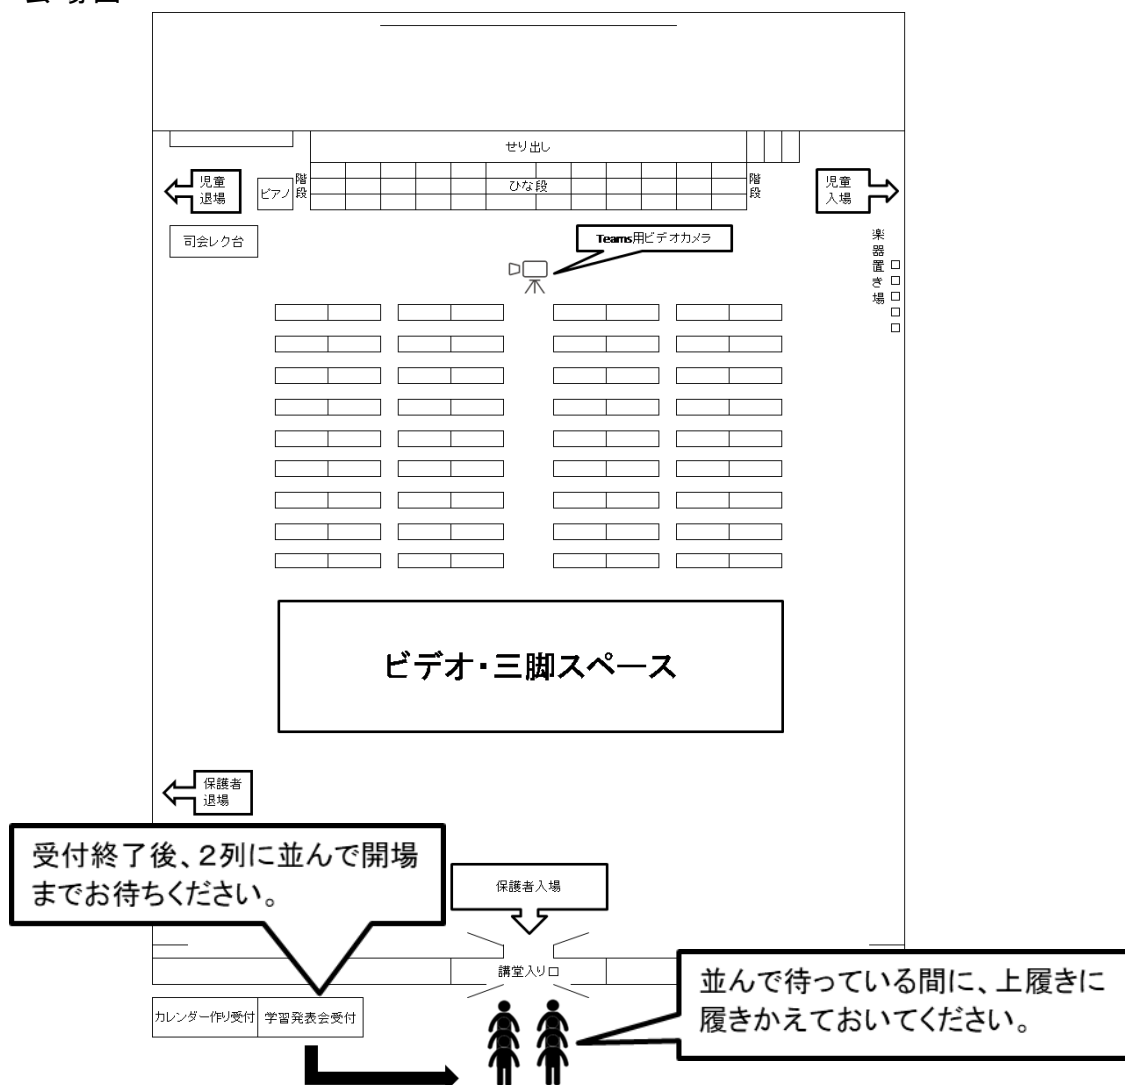 会場図
せり出し
児童
退場
ピアノ
階段
ひな段
階段
児童
入場
司会レク台
Teams用ビデオカメラ
楽器置き場
ビデオ・三脚スペース
保護者
退場
受付終了後、２列に並んで開場
までお待ちください。
保護者入場
講堂入り口
並んで待っている間に、上履きに
履きかえておいてください。
カレンダー作り受付
学習発表会受付